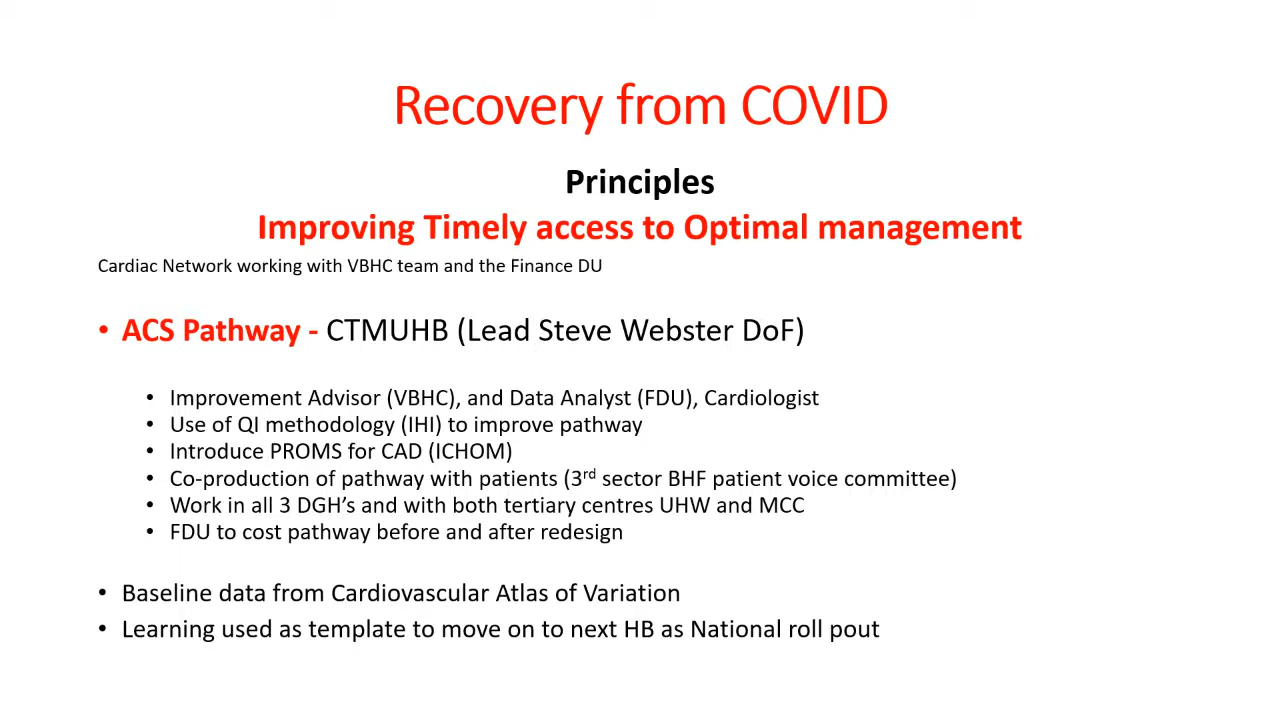 Recovery from COVID
Principles
Improving Timely access to Optimal management
Cardiac Network working with VBHC team and the Finance DU
• ACS Pathway - CTMUHB (Lead Steve Webster DoF)
• Improvement Advisor (VBHC), and Data Analyst (FDU), Cardiologist
• Use of QI methodology (IHI) to improve pathway
• Introduce PROMS for CAD (ICHOM)
• Co-production of pathway with patients (3rd sector BHF patient voice committee)
• Work in all 3 DGH's and with both tertiary centres UHW and MCC
• FDU to cost pathway before and after redesign
• Baseline data from Cardiovascular Atlas of Variation
• Learning used as template to move on to next HB as National roll pout